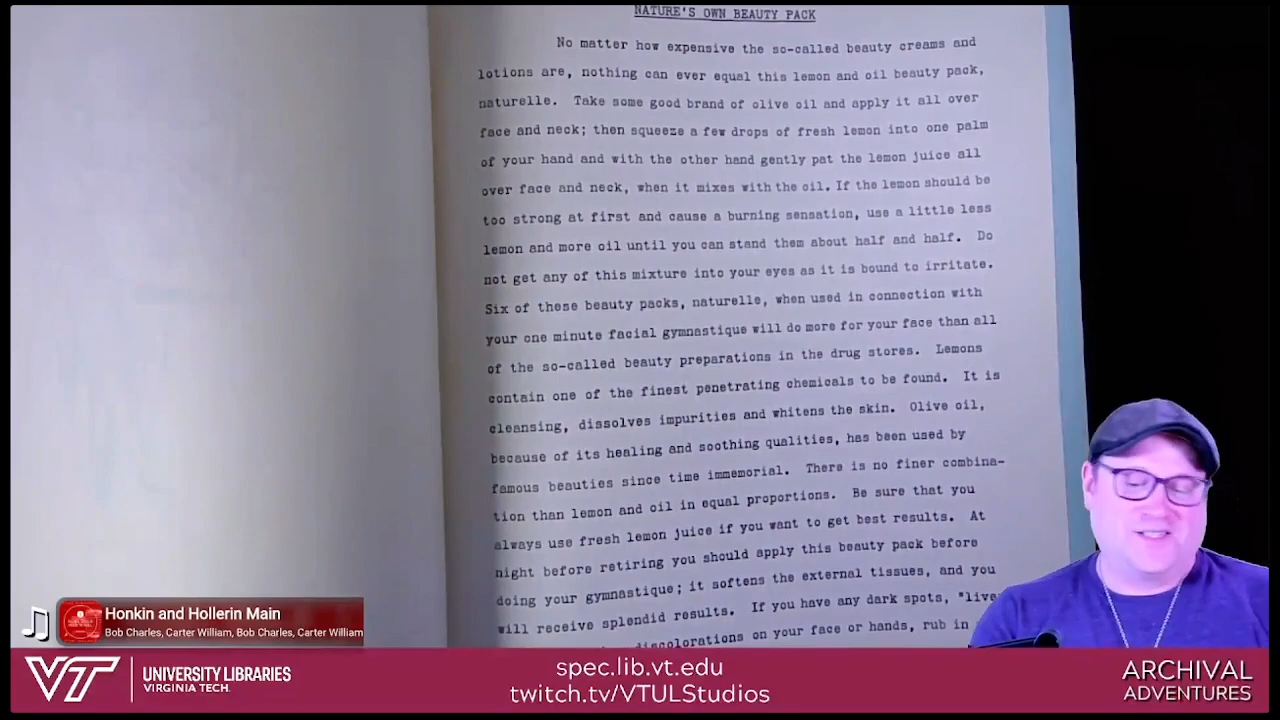 NATURE'S OWN BEAUTY PACK
No matter how expensive the so-called beauty creams and
lotions are, nothing can ever equal this lemon and oil beauty pack,
naturelle. Take some good brand of olive oil and apply it all over
face and neck; then squeeze a few drops of fresh lemon into one palm
of your hand and with the other hand gently pat the lemon juice all
over face and neck, when it mixes with the oil. If the lemon should be
too strong at first and cause a burning sensation, use a little less
lemon and more oil until you can stand them about half and half. Do
not get any of this mixture into your eyes as it is bound to irritate.
Six of these beauty packs, naturelle, when used in connection with
your one minute facial gymnastique will do more for your face than all
of the so-called beauty preparations in the drug stores. Lemons
contain one of the finest penetrating chemicals to be found. It is
cleansing, dissolves impurities and whitens the skin. Olive oil,
because of its healing and soothing qualities, has been used by
famous beauties since time immemorial. There is no finer combina-
tion than lemon and oil in equal proportions. Be sure that you
always use fresh lemon juice if you want to get best results. At
night before retiring you should apply this beauty pack before
doing your gymnastique; it softens the external tissues, and you
will receive splendid results. If you have any dark spots, "live
discolorations on your face or hands, rub in
Honkin and Hollerin Main
Bob Charles, Carter William, Bob Charles, Carter William
VT UNIVERSITY LIBRARIES
VIRGINIA TECH.
spec.lib.vt.edu
twitch.tv/VTULStudios
ARCHIVAL
ADVENTURES